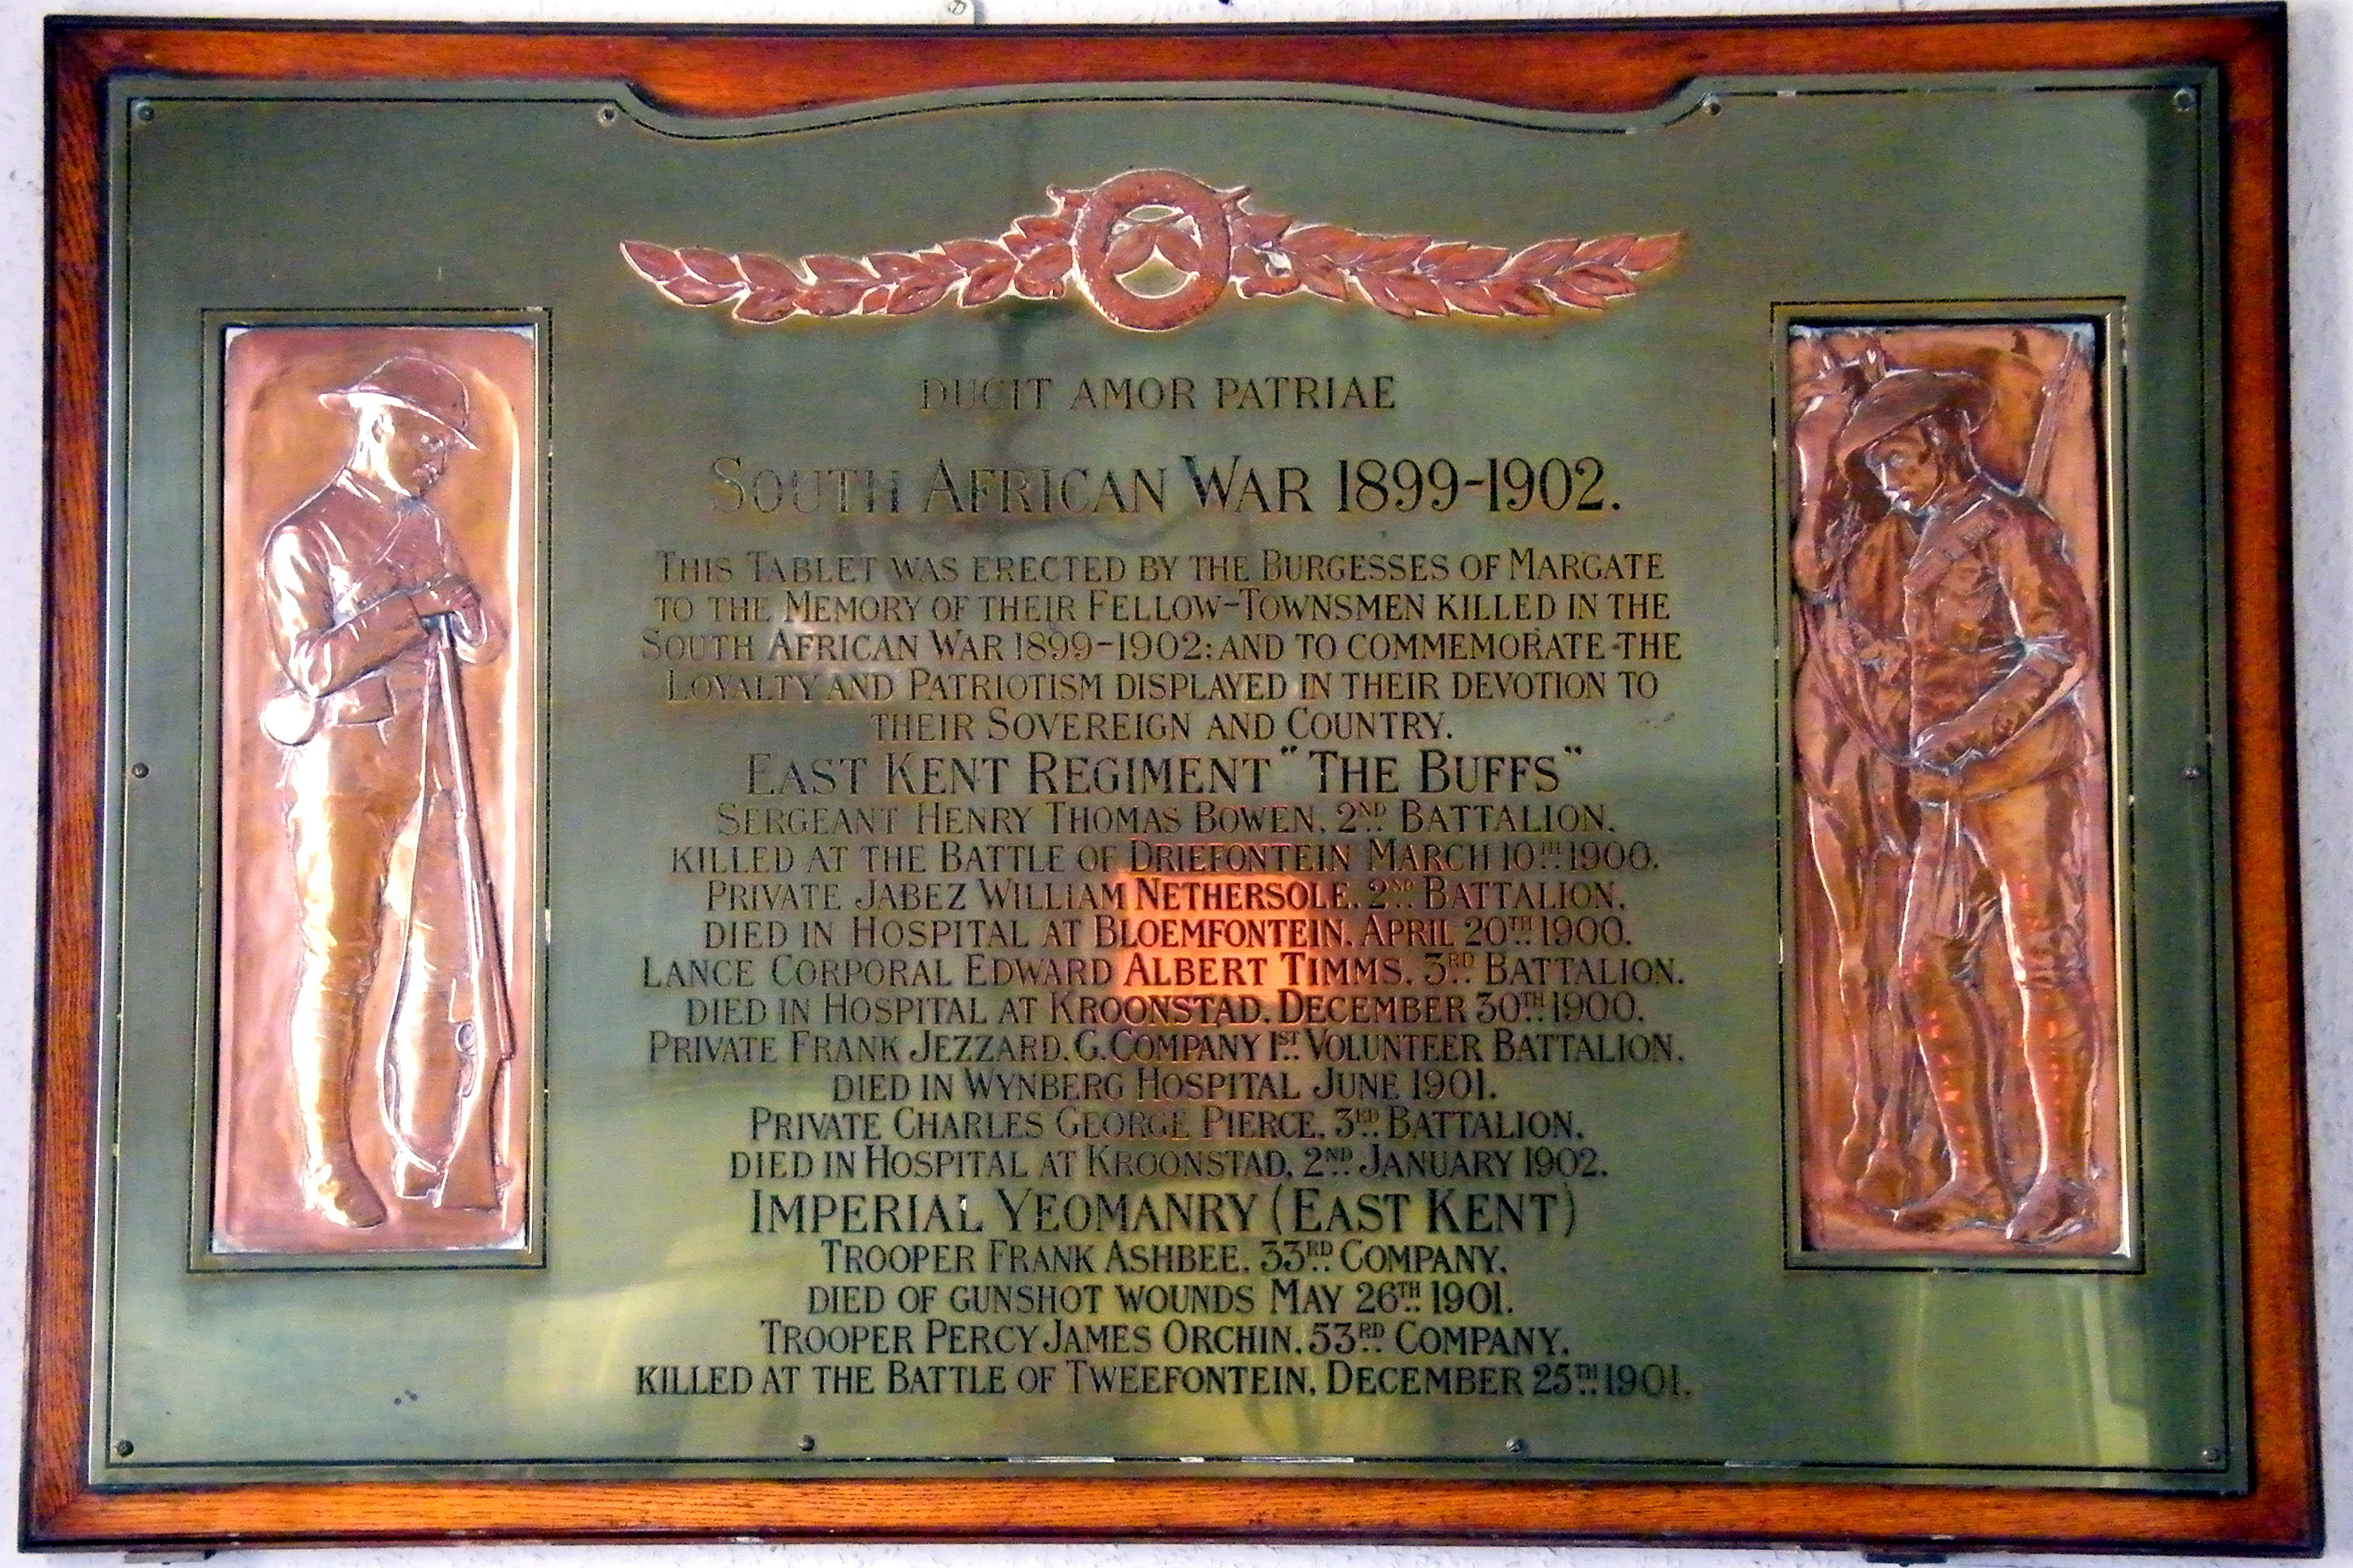 DUCIT AMOR PATRIAE
SOUTH AFRICAN WAR 1899-1902.
THIS TABLET WAS ERECTED BY THE BURGESSES OF MARGATE
TO THE MEMORY OF THEIR FELLOW-TOWNSMEN KILLED IN THE
SOUTH AFRICAN WAR 1899-1902; AND TO COMMEMORATE THE
LOYALTY AND PATRIOTISM DISPLAYED IN THEIR DEVOTION TO
THEIR SOVEREIGN AND COUNTRY.
EAST KENT REGIMENT "THE BUFFS"
SERGEANT HENRY THOMAS BOWEN. 2ND BATTALION.
KILLED AT THE BATTLE OF DRIEFONTEIN MARCH 10TH 1900.
PRIVATE JABEZ WILLIAM NETHERSOLE. 2ND BATTALION.
DIED IN HOSPITAL AT BLOEMFONTEIN. APRIL 20TH 1900.
LANCE CORPORAL EDWARD ALBERT TIMMS. 3RD BATTALION.
DIED IN HOSPITAL AT KROONSTAD. DECEMBER 30TH 1900.
PRIVATE FRANK JEZZARD. G. COMPANY 1ST VOLUNTEER BATTALION.
DIED IN WYNBERG HOSPITAL JUNE 1901.
PRIVATE CHARLES GEORGE PIERCE. 3RD BATTALION.
DIED IN HOSPITAL AT KROONSTAD, 2ND JANUARY 1902.
IMPERIAL YEOMANRY (EAST KENT)
TROOPER FRANK ASHBEE. 33RD COMPANY.
DIED OF GUNSHOT WOUNDS MAY 26TH 1901.
TROOPER PERCY JAMES ORCHIN. 53RD COMPANY.
KILLED AT THE BATTLE OF TWEEFONTEIN, DECEMBER 25TH 1901.